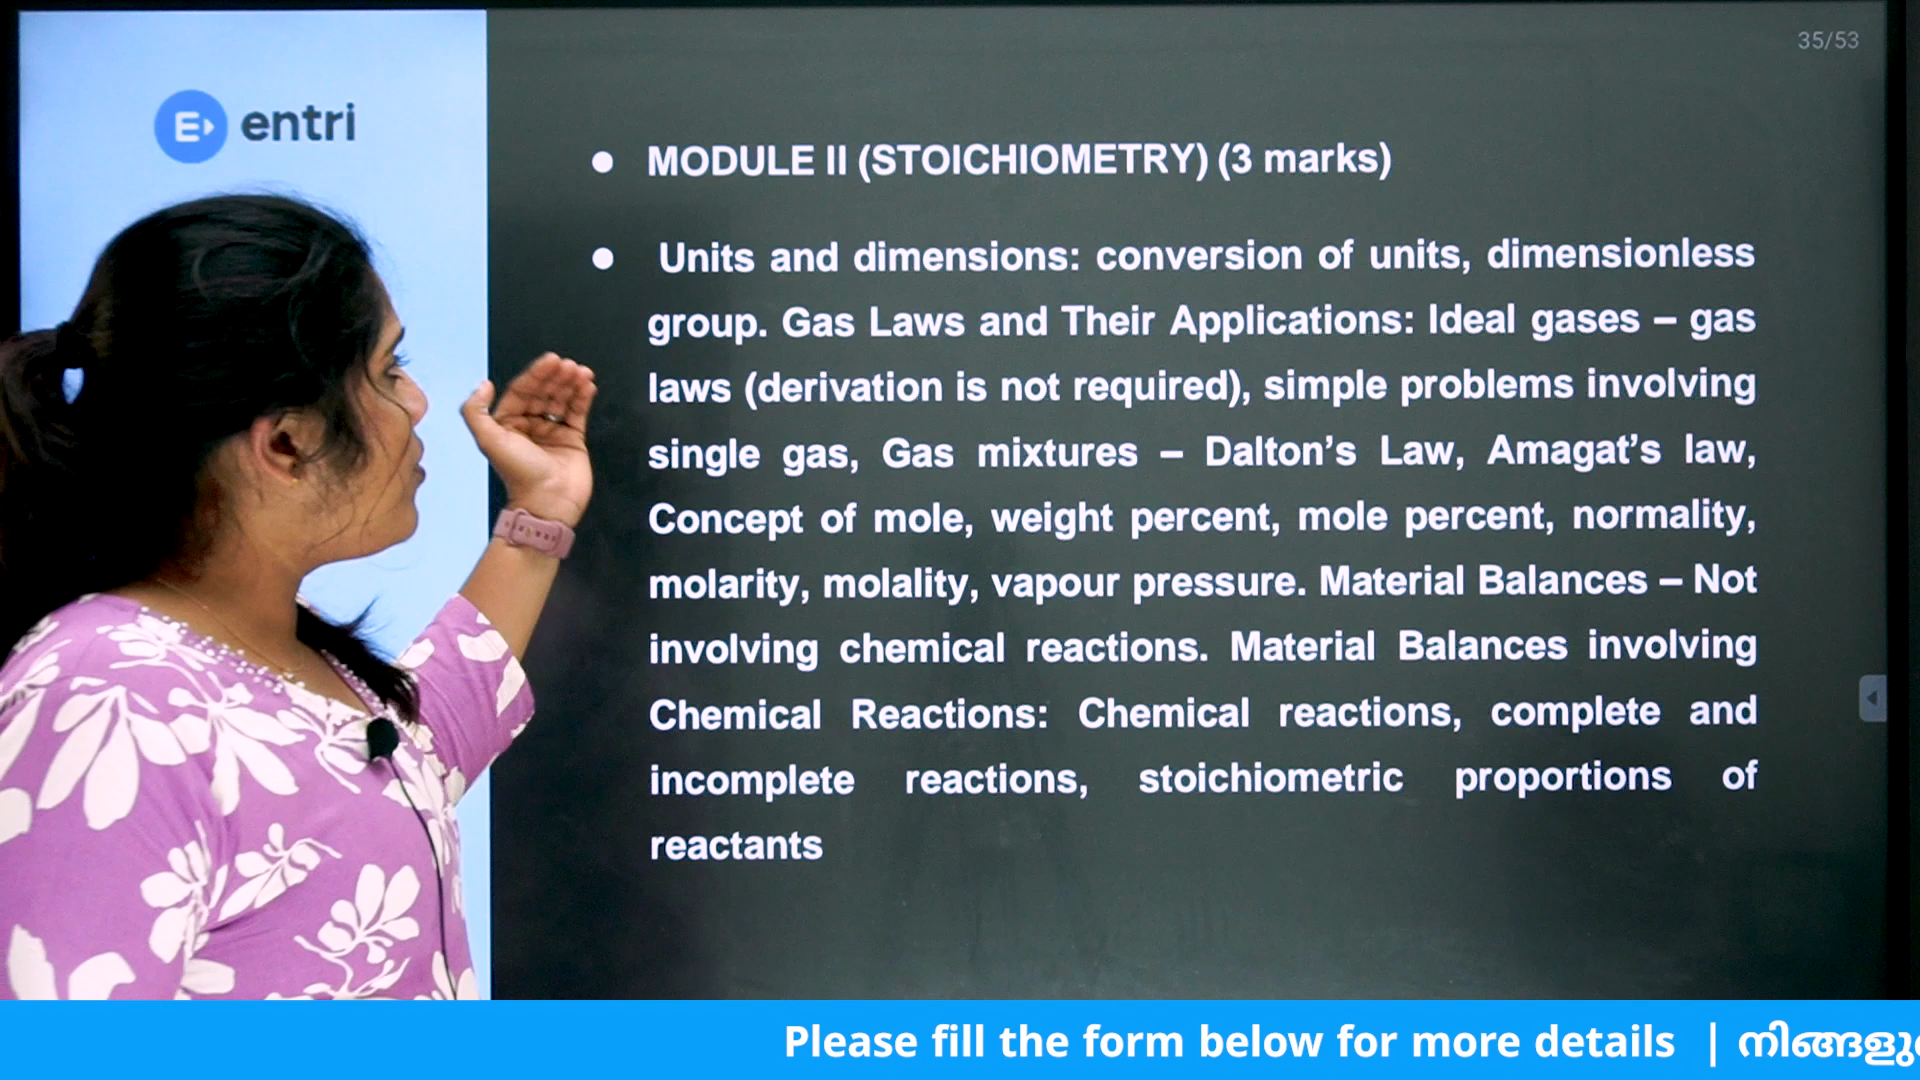 35/53
E entri
● MODULE II (STOICHIOMETRY) (3 marks)
● Units and dimensions: conversion of units, dimensionless
group. Gas Laws and Their Applications: Ideal gases – gas
laws (derivation is not required), simple problems involving
single gas, Gas mixtures – Dalton’s Law, Amagat’s law,
Concept of mole, weight percent, mole percent, normality,
molarity, molality, vapour pressure. Material Balances – Not
involving chemical reactions. Material Balances involving
Chemical Reactions: Chemical reactions, complete and
incomplete reactions, stoichiometric proportions of
reactants
Please fill the form below for more details |